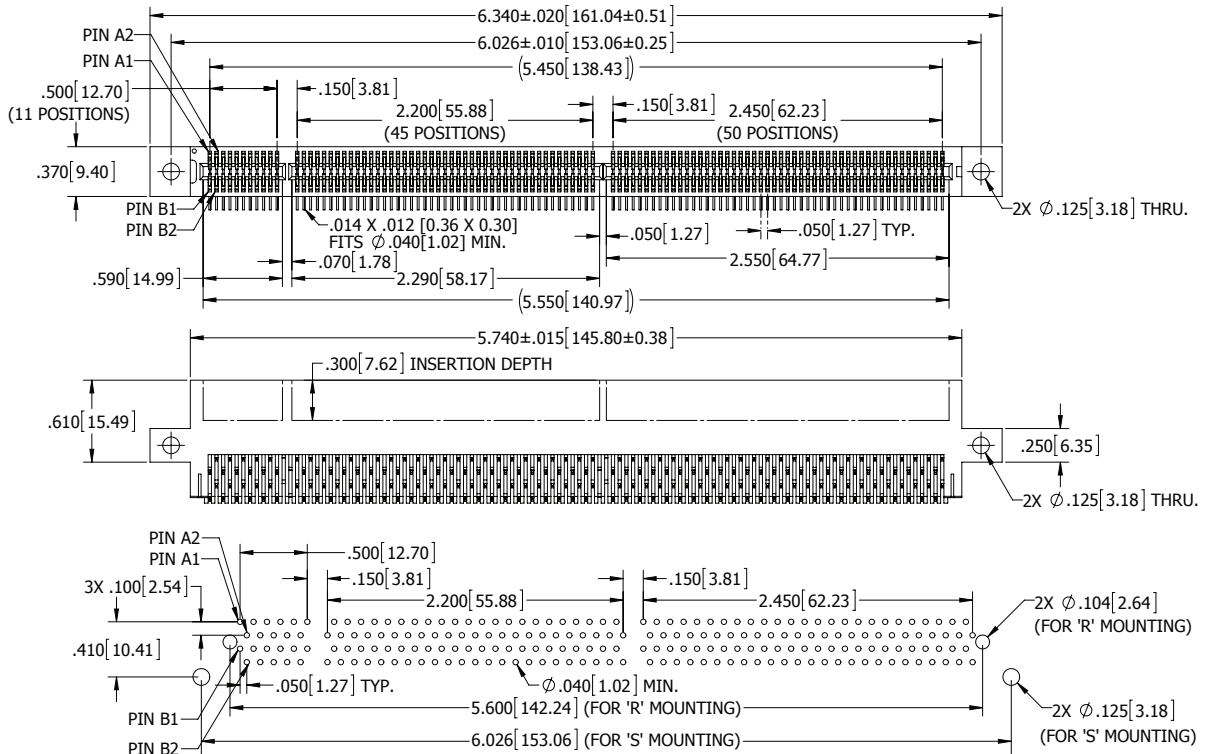 6.340±.020[161.04±0.51]
PIN A2
6.026±.010[153.06±0.25]
PIN A1
(5.450[138.43])
.500[12.70]
(11 POSITIONS)
.150[3.81]
2.200[55.88]
(45 POSITIONS)
.150[3.81]
2.450[62.23]
(50 POSITIONS)
.370[9.40]
PIN B1
PIN B2
.014 X .012 [0.36 X 0.30]
FITS Ø.040[1.02] MIN.
.050[1.27]
.050[1.27] TYP.
2X Ø.125[3.18] THRU.
.070[1.78]
.590[14.99]
2.290[58.17]
2.550[64.77]
(5.550[140.97])
5.740±.015[145.80±0.38]
.300[7.62] INSERTION DEPTH
.610[15.49]
.250[6.35]
2X Ø.125[3.18] THRU.
PIN A2
PIN A1
.500[12.70]
3X .100[2.54]
.150[3.81]
.150[3.81]
2.200[55.88]
2.450[62.23]
2X Ø.104[2.64]
(FOR 'R' MOUNTING)
.410[10.41]
.050[1.27] TYP.
Ø.040[1.02] MIN.
PIN B1
5.600[142.24] (FOR 'R' MOUNTING)
2X Ø.125[3.18]
(FOR 'S' MOUNTING)
PIN B2
6.026[153.06] (FOR 'S' MOUNTING)